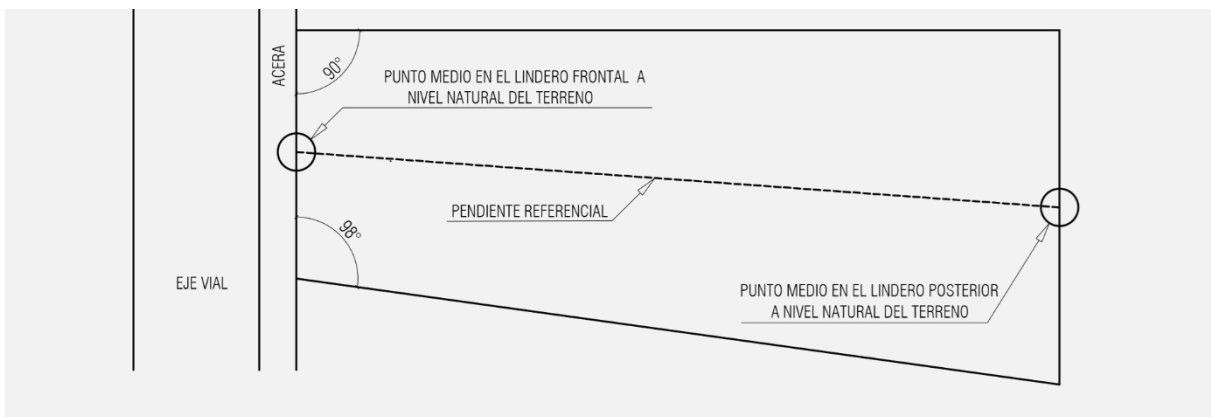 ACERA
90°
PUNTO MEDIO EN EL LINDERO FRONTAL A
NIVEL NATURAL DEL TERRENO
PENDIENTE REFERENCIAL
98°
EJE VIAL
PUNTO MEDIO EN EL LINDERO POSTERIOR
A NIVEL NATURAL DEL TERRENO